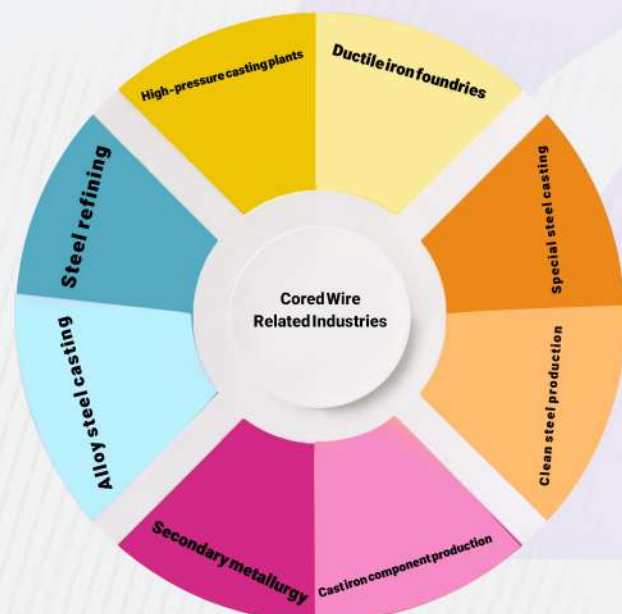 High-pressure casting plants
Ductile iron foundries
Steel refining
Special steel casting
Cored Wire
Related Industries
Alloy steel casting
Clean steel production
Secondary metallurgy
Cast iron component production